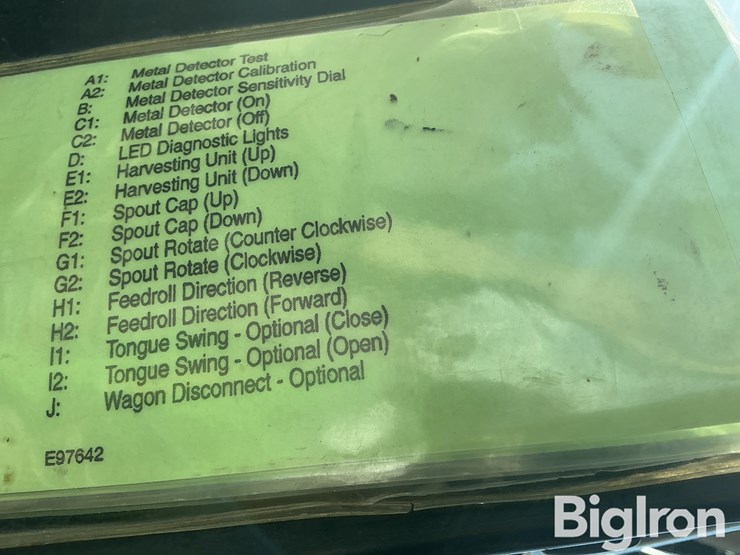 A1: Metal Detector Test
A2: Metal Detector Calibration
B: Metal Detector Sensitivity Dial
C1: Metal Detector (On)
C2: Metal Detector (Off)
D: LED Diagnostic Lights
E1: Harvesting Unit (Up)
E2: Harvesting Unit (Down)
F1: Spout Cap (Up)
F2: Spout Cap (Down)
G1: Spout Rotate (Counter Clockwise)
G2: Spout Rotate (Clockwise)
H1: Feedroll Direction (Reverse)
H2: Feedroll Direction (Forward)
I1: Tongue Swing - Optional (Close)
I2: Tongue Swing - Optional (Open)
J: Wagon Disconnect - Optional
E97642
BigIron